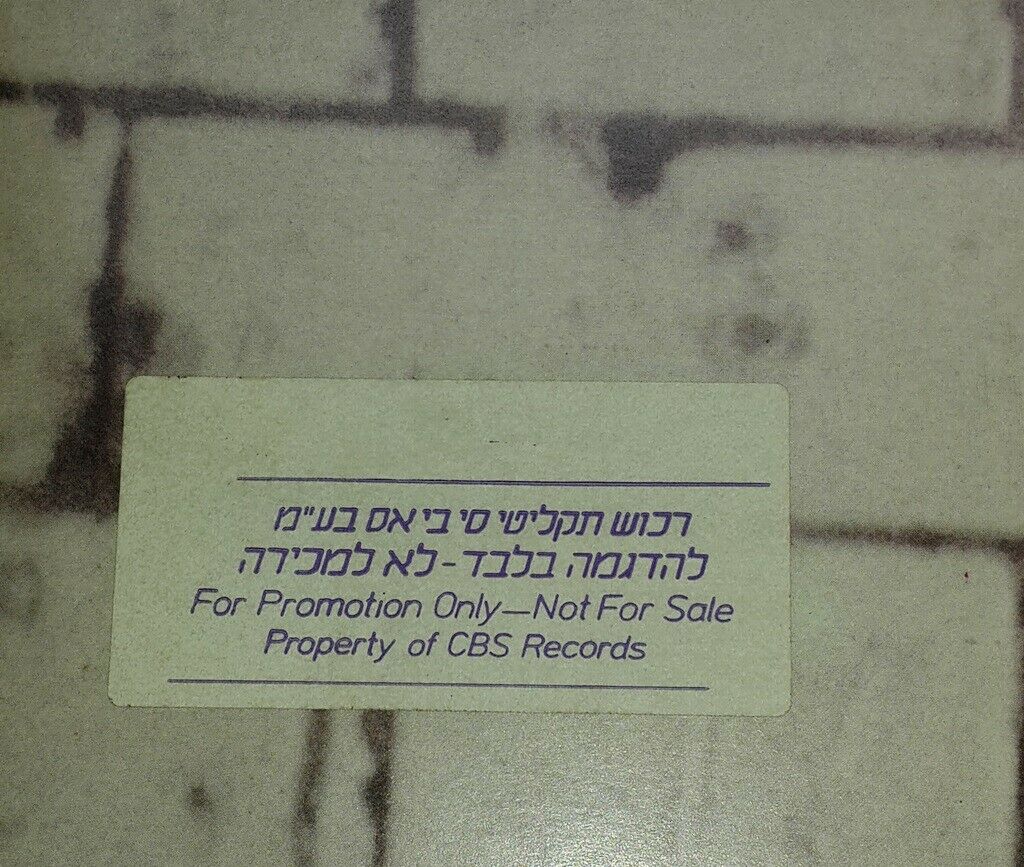 רכוש תקליטי סי בי אס בע"מ
להדגמה בלבד - לא למכירה
For Promotion Only—Not For Sale
Property of CBS Records